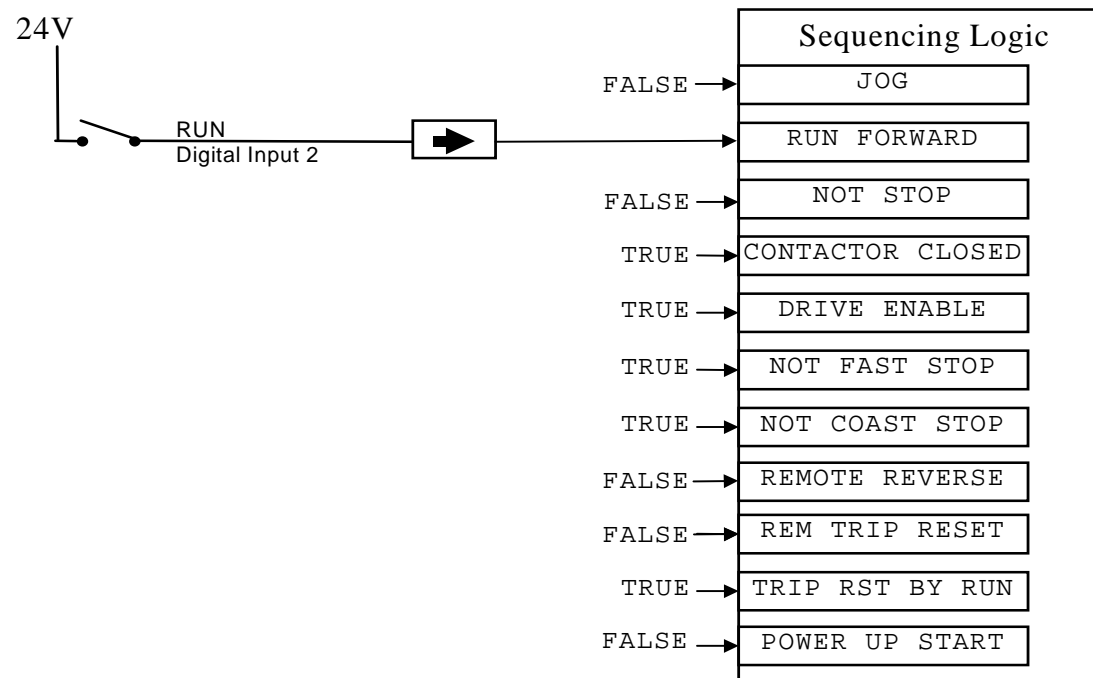 24V
Sequencing Logic
FALSE JOG
RUN
Digital Input 2
RUN FORWARD
FALSE NOT STOP
TRUE CONTACTOR CLOSED
TRUE DRIVE ENABLE
TRUE NOT FAST STOP
TRUE NOT COAST STOP
FALSE REMOTE REVERSE
FALSE REM TRIP RESET
TRUE TRIP RST BY RUN
FALSE POWER UP START